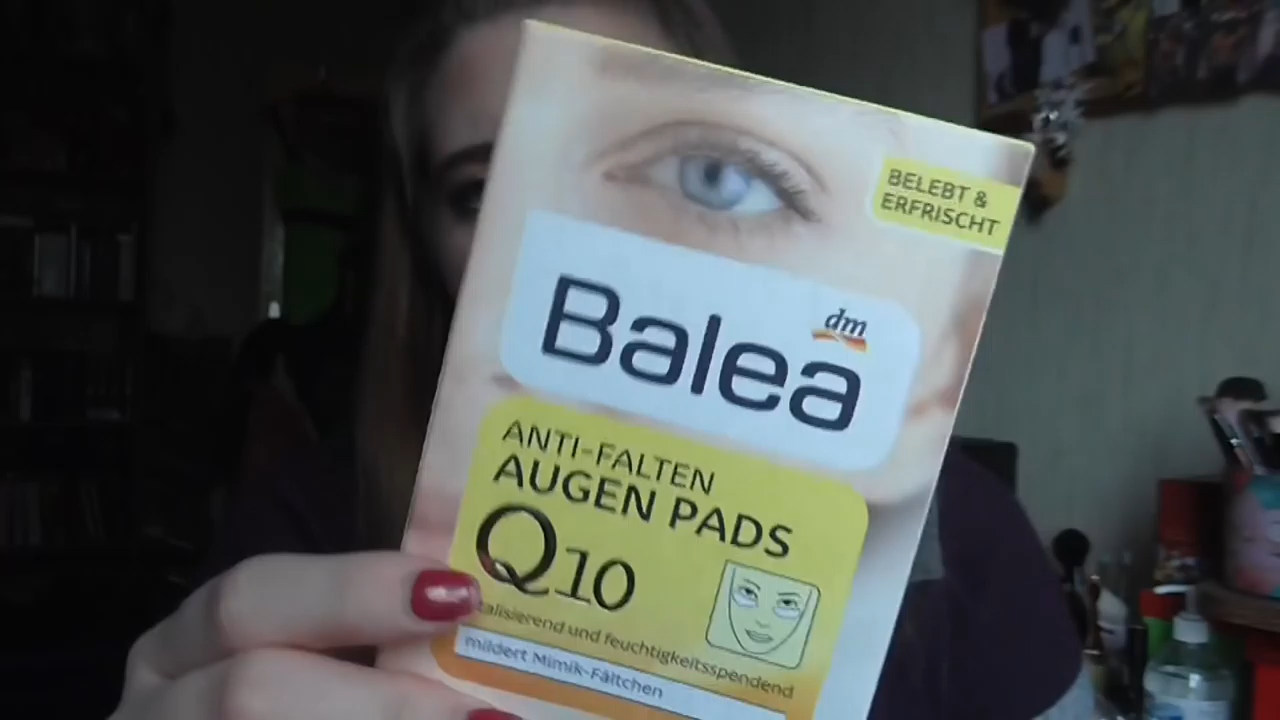 BELEBT &
ERFRISCHT
dm
Balea
ANTI-FALTEN
AUGEN PADS
Q10
und feuchtigkeitsspendend
mildert Mimik-Fältchen